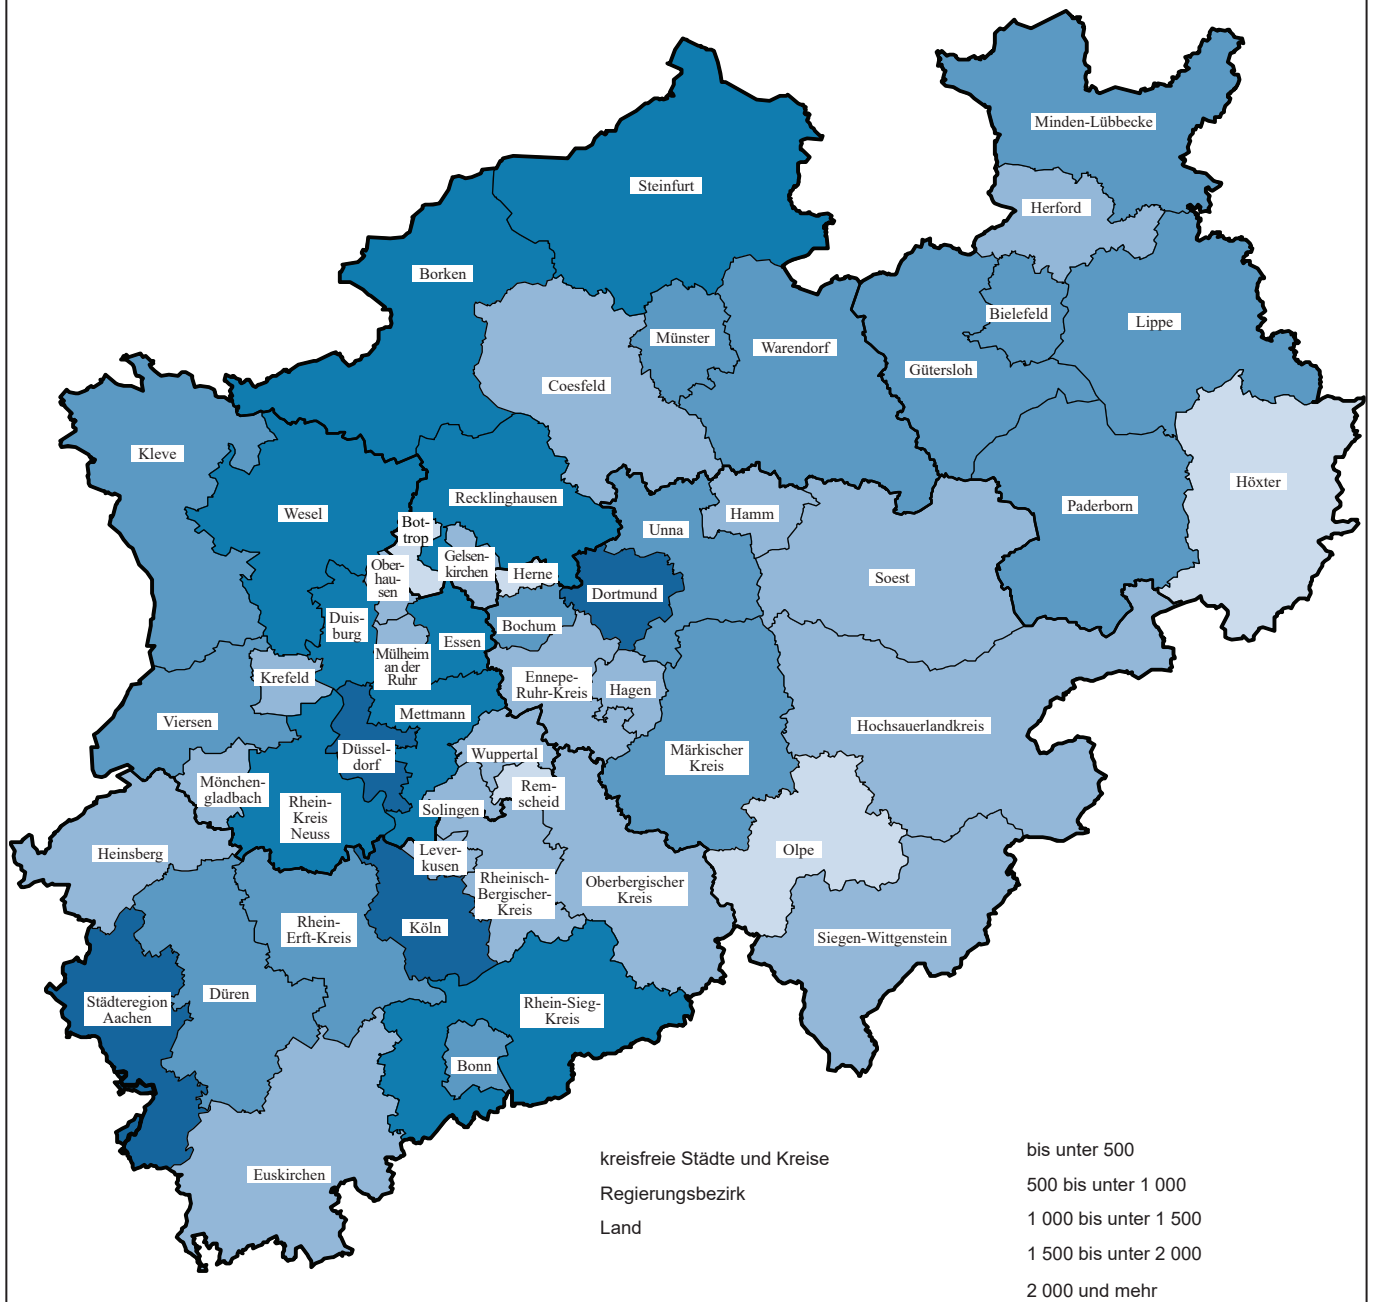 Minden-Lübbecke
Steinfurt
Herford
Borken
Bielefeld
Lippe
Münster
Warendorf
Gütersloh
Coesfeld
Kleve
Höxter
Recklinghausen
Paderborn
Wesel
Hamm
Bot-
trop
Unna
Gelsen-
kirchen
Ober-
hau-
sen
Herne
Soest
Dortmund
Duis-
burg
Bochum
Essen
Mülheim
an der
Ruhr
Krefeld
Ennepe-
Ruhr-Kreis
Hagen
Mettmann
Viersen
Hochsauerlandkreis
Düssel-
dorf
Wuppertal
Märkischer
Kreis
Mönchen-
gladbach
Rem-
scheid
Rhein-
Kreis
Neuss
Solingen
Heinsberg
Lever-
kusen
Olpe
Rheinisch-
Bergischer-
Kreis
Oberbergischer
Kreis
Rhein-
Erft-Kreis
Köln
Siegen-Wittgenstein
Düren
Städteregion
Aachen
Rhein-Sieg-
Kreis
Bonn
Euskirchen
kreisfreie Städte und Kreise
Regierungsbezirk
Land
bis unter 500
500 bis unter 1 000
1 000 bis unter 1 500
1 500 bis unter 2 000
2 000 und mehr